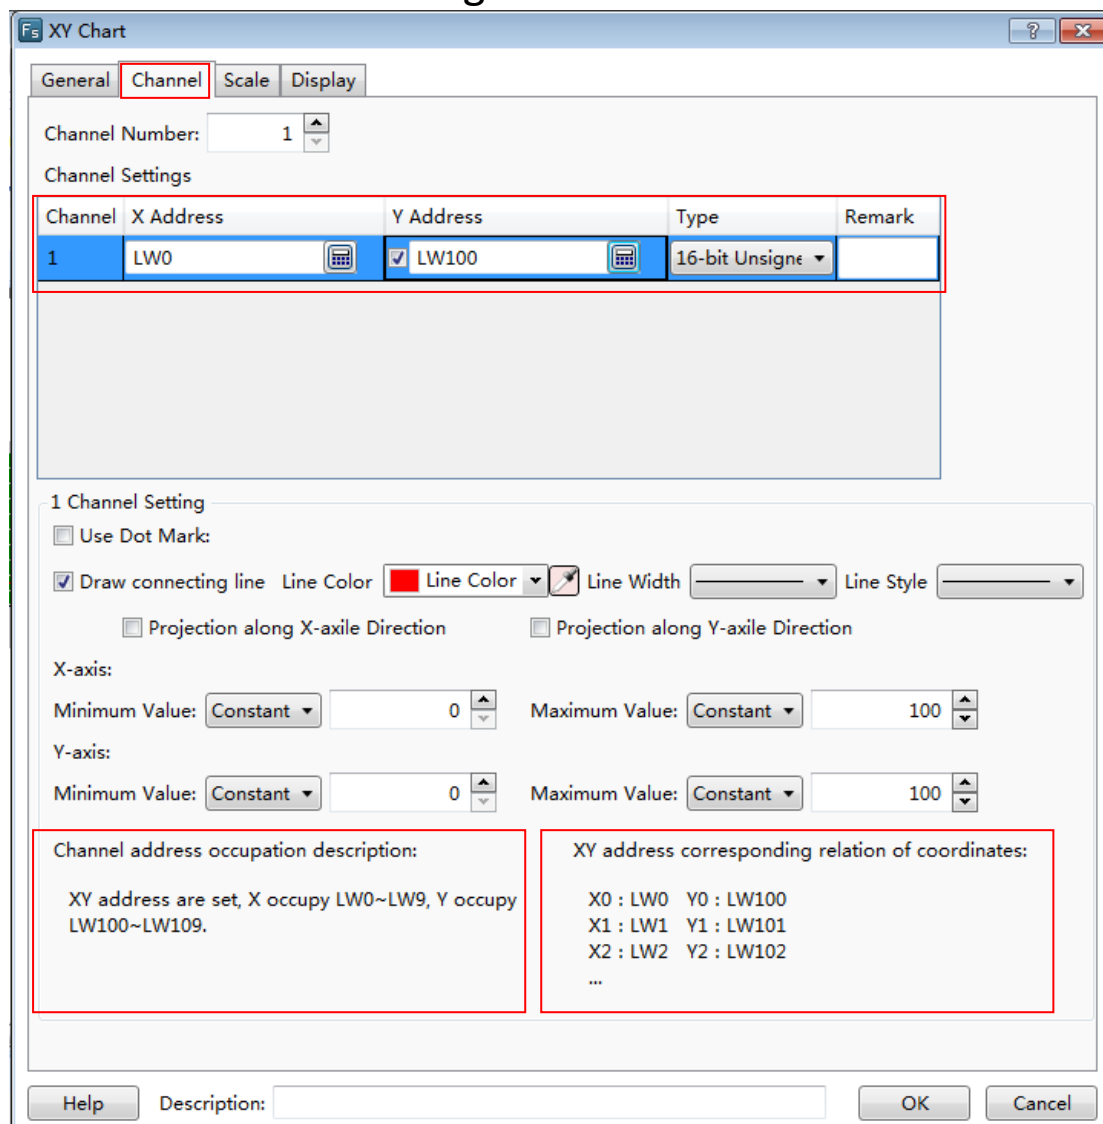 Fs XY Chart ?
General Channel Scale Display
Channel Number: 1
Channel Settings
Channel X Address Y Address Type Remark
1 LW0 LW100 16-bit Unsigne
1 Channel Setting
Use Dot Mark:
Draw connecting line Line Color Line Color Line Width Line Style
Projection along X-axile Direction Projection along Y-axile Direction
X-axis:
Minimum Value: Constant 0 Maximum Value: Constant 100
Y-axis:
Minimum Value: Constant 0 Maximum Value: Constant 100
Channel address occupation description:
XY address are set, X occupy LW0~LW9, Y occupy
LW100~LW109.
XY address corresponding relation of coordinates:
X0 : LW0 Y0 : LW100
X1 : LW1 Y1 : LW101
X2 : LW2 Y2 : LW102
...
Help Description: OK Cancel